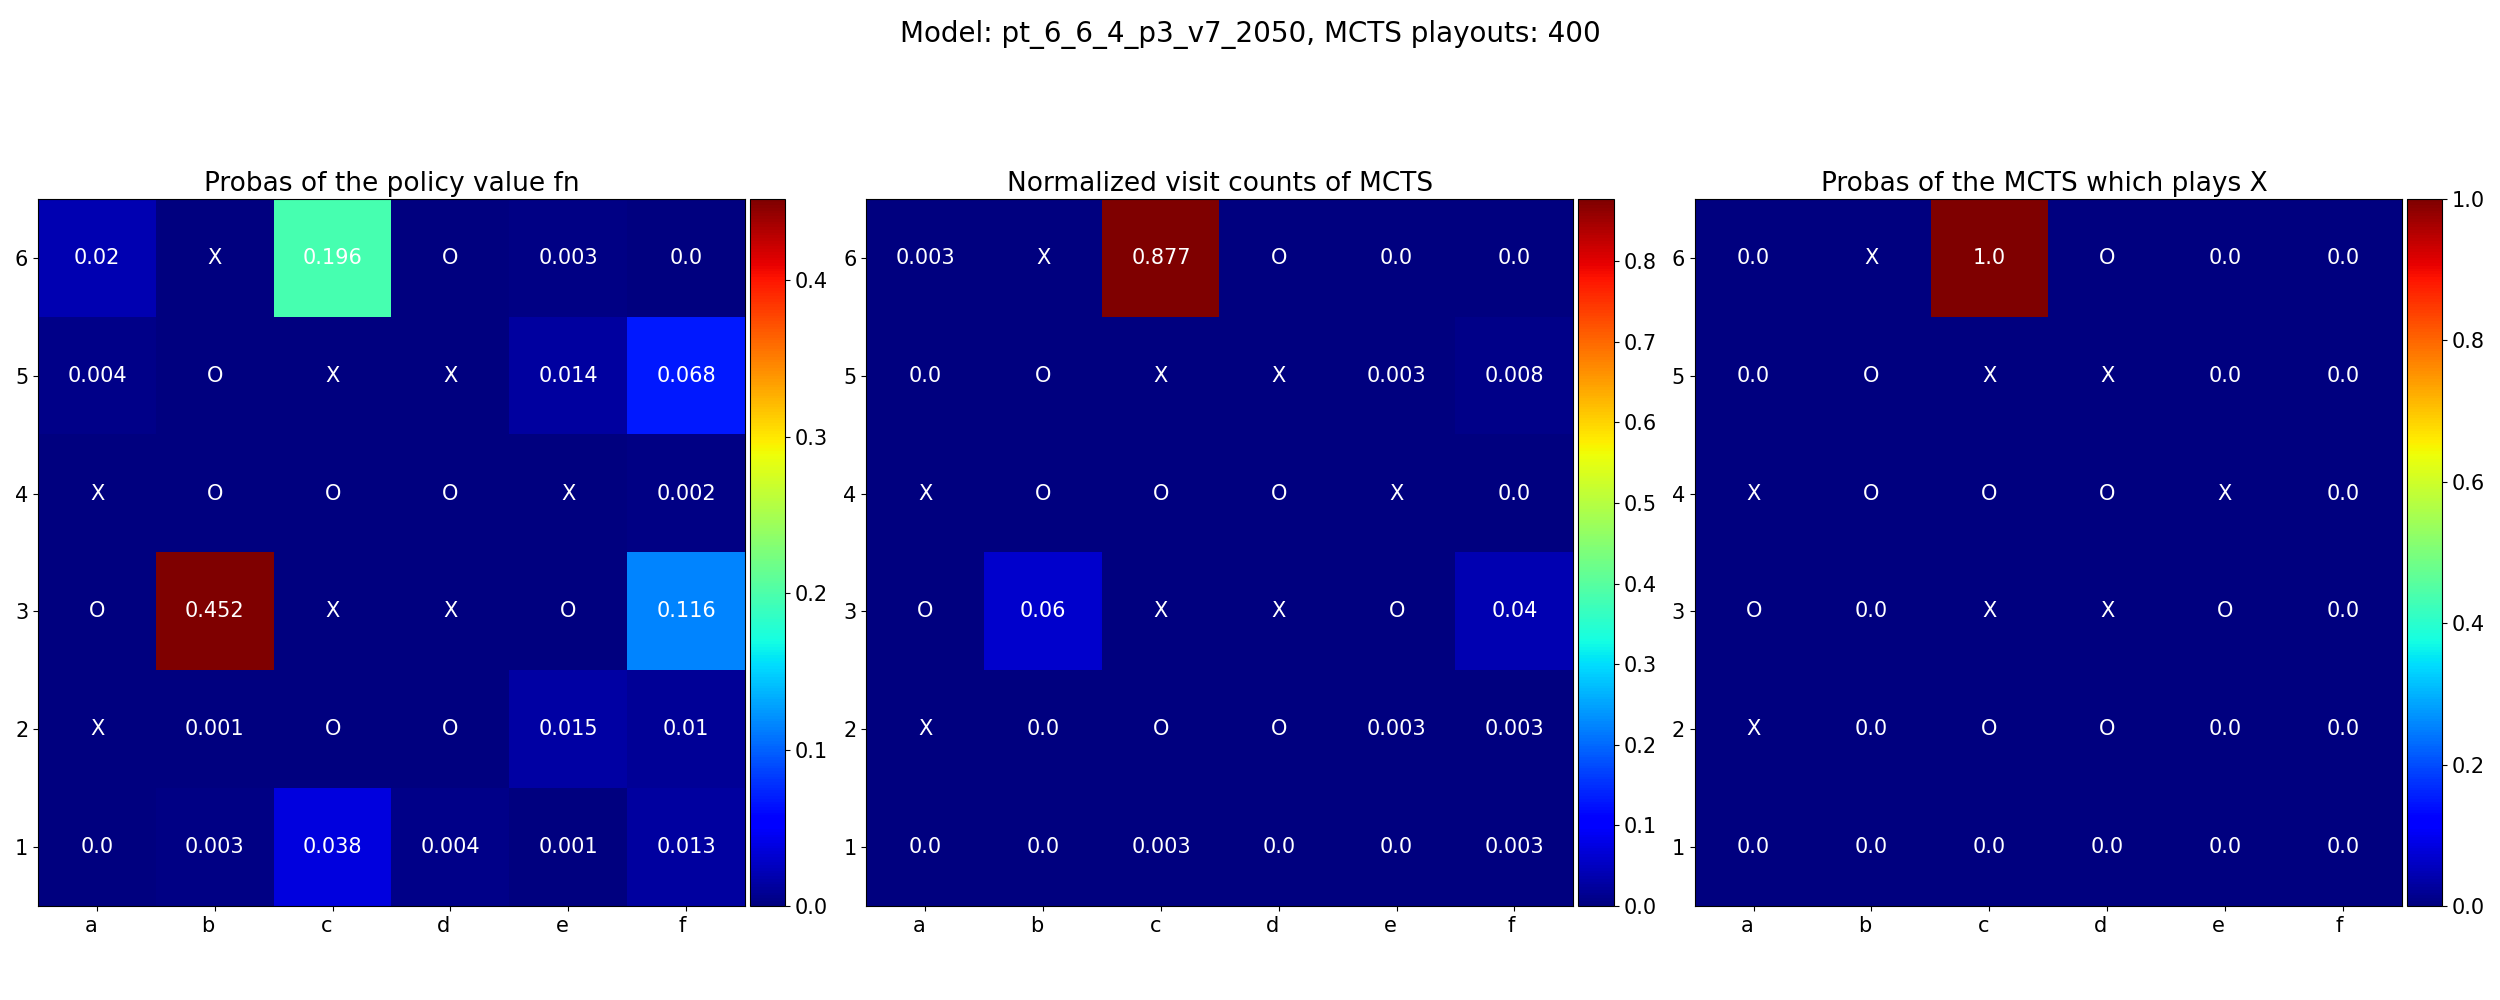 Model: pt_6_6_4_p3_v7_2050, MCTS playouts: 400
Probas of the policy value fn
6 0.02 X 0.196 O 0.003 0.0
5 0.004 O X X 0.014 0.068
4 X O O O X 0.002
3 O 0.452 X X O 0.116
2 X 0.001 O O 0.015 0.01
1 0.0 0.003 0.038 0.004 0.001 0.013
a b c d e f
0.4
0.3
0.2
0.1
0.0
Normalized visit counts of MCTS
6 0.003 X 0.877 O 0.0 0.0
5 0.0 O X X 0.003 0.008
4 X O O O X 0.0
3 O 0.06 X X O 0.04
2 X 0.0 O O 0.003 0.003
1 0.0 0.0 0.003 0.0 0.0 0.003
a b c d e f
0.8
0.7
0.6
0.5
0.4
0.3
0.2
0.1
0.0
Probas of the MCTS which plays X
6 0.0 X 1.0 O 0.0 0.0
5 0.0 O X X 0.0 0.0
4 X O O O X 0.0
3 O 0.0 X X O 0.0
2 X 0.0 O O 0.0 0.0
1 0.0 0.0 0.0 0.0 0.0 0.0
a b c d e f
1.0
0.8
0.6
0.4
0.2
0.0